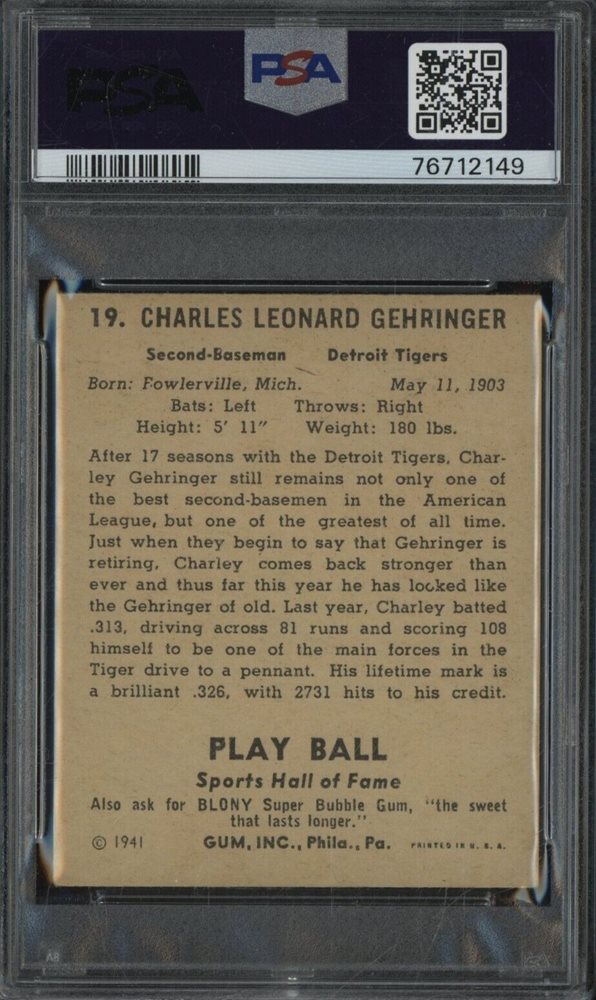 PSA
PSA
76712149
19. CHARLES LEONARD GEHRINGER
Second-Baseman Detroit Tigers
Born: Fowlerville, Mich. May 11, 1903
Bats: Left Throws: Right
Height: 5' 11" Weight: 180 lbs.
After 17 seasons with the Detroit Tigers, Char-
ley Gehringer still remains not only one of
the best second-basemen in the American
League, but one of the greatest of all time.
Just when they begin to say that Gehringer is
retiring, Charley comes back stronger than
ever and thus far this year he has looked like
the Gehringer of old. Last year, Charley batted
.313, driving across 81 runs and scoring 108
himself to be one of the main forces in the
Tiger drive to a pennant. His lifetime mark is
a brilliant .326, with 2731 hits to his credit.
PLAY BALL
Sports Hall of Fame
Also ask for BLONY Super Bubble Gum, "the sweet
that lasts longer."
© 1941 GUM, INC., Phila., Pa. PRINTED IN U. S. A.
A8
PSA